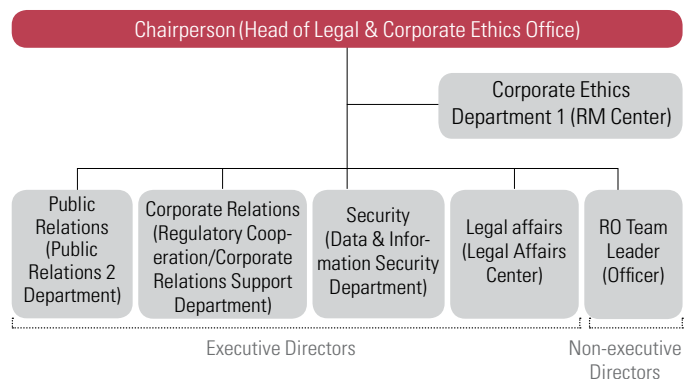 Chairperson (Head of Legal & Corporate Ethics Office)
Corporate Ethics
Department 1 (RM Center)
Public
Relations
(Public
Relations 2
Department)
Corporate Relations
(Regulatory Coop-
eration/Corporate
Relations Support
Department)
Security
(Data & Infor-
mation Security
Department)
Legal affairs
(Legal Affairs
Center)
RO Team
Leader
(Officer)
Executive Directors
Non-executive
Directors